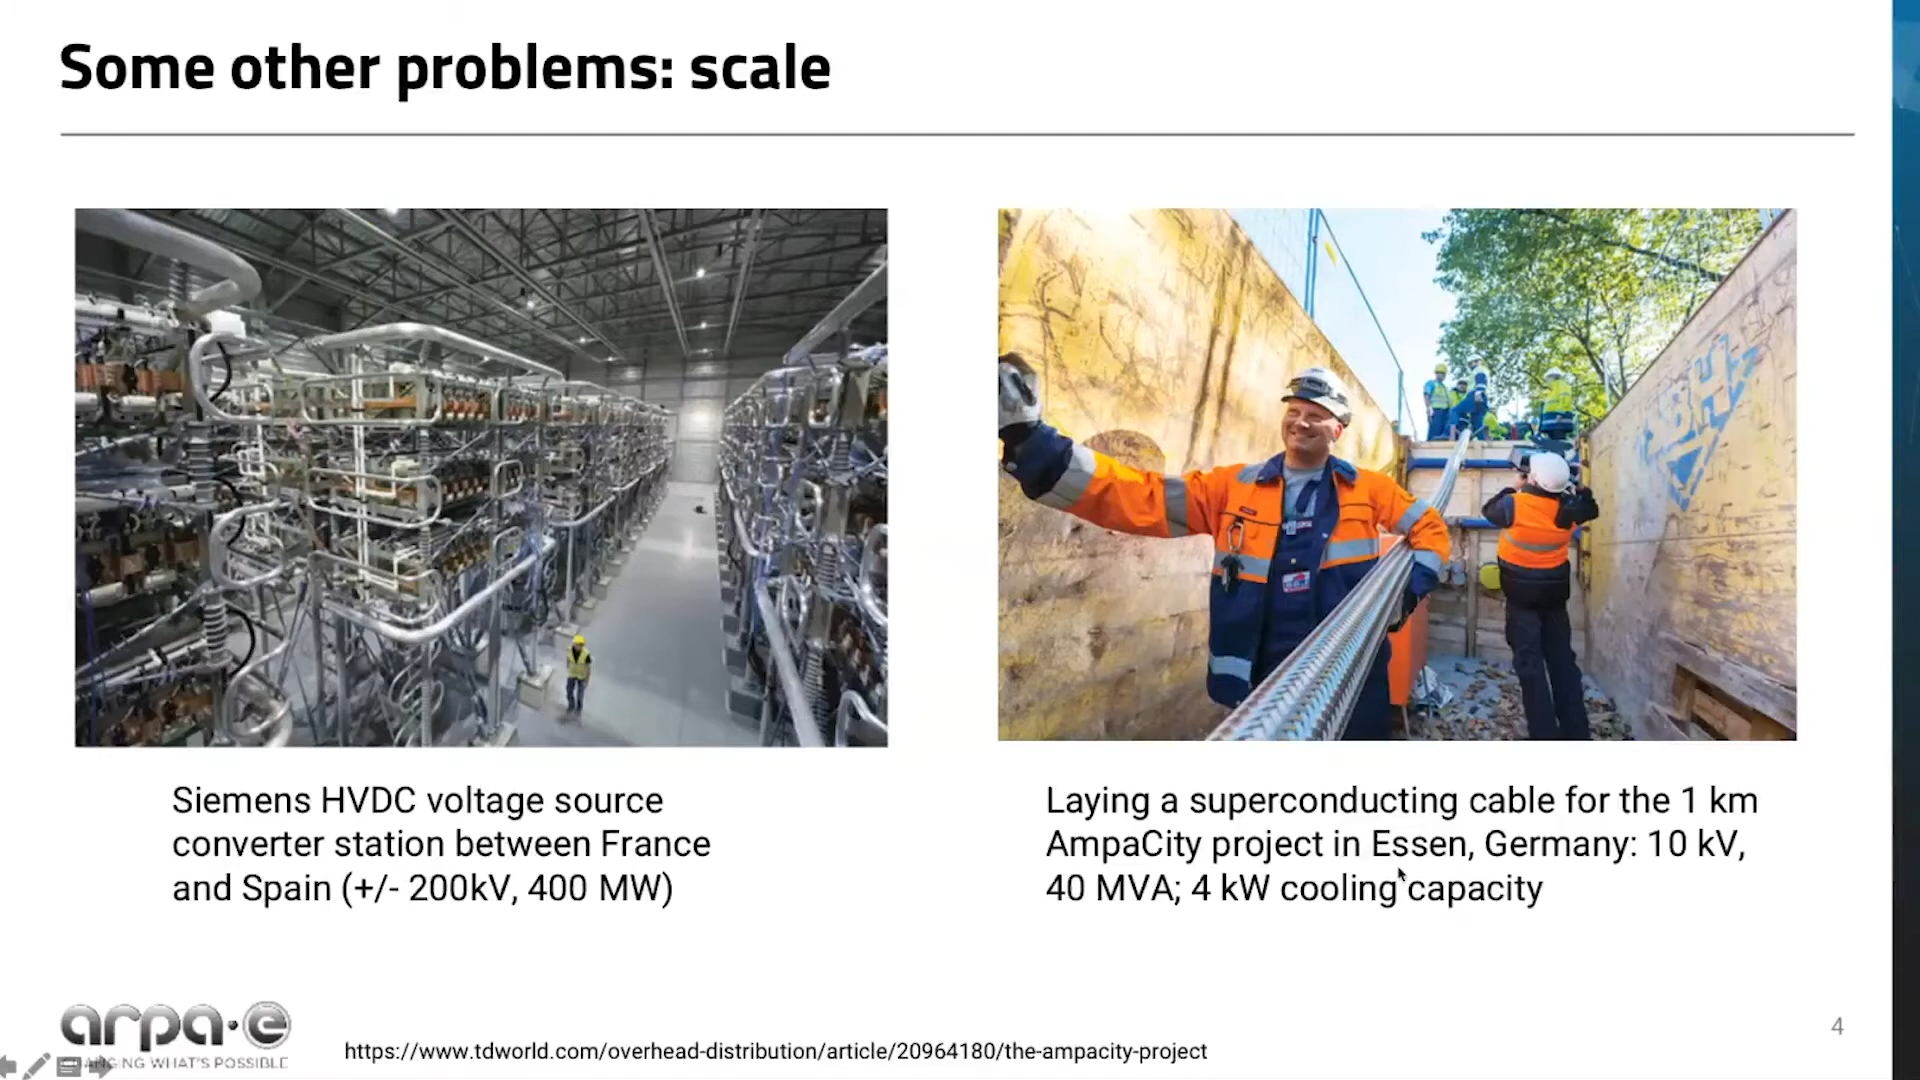 Some other problems: scale
Siemens HVDC voltage source
converter station between France
and Spain (+/- 200kV, 400 MW)
Laying a superconducting cable for the 1 km
AmpaCity project in Essen, Germany: 10 kV,
40 MVA; 4 kW cooling capacity
arpa·e
WHAT'S POSSIBLE
https://www.tdworld.com/overhead-distribution/article/20964180/the-ampacity-project
4